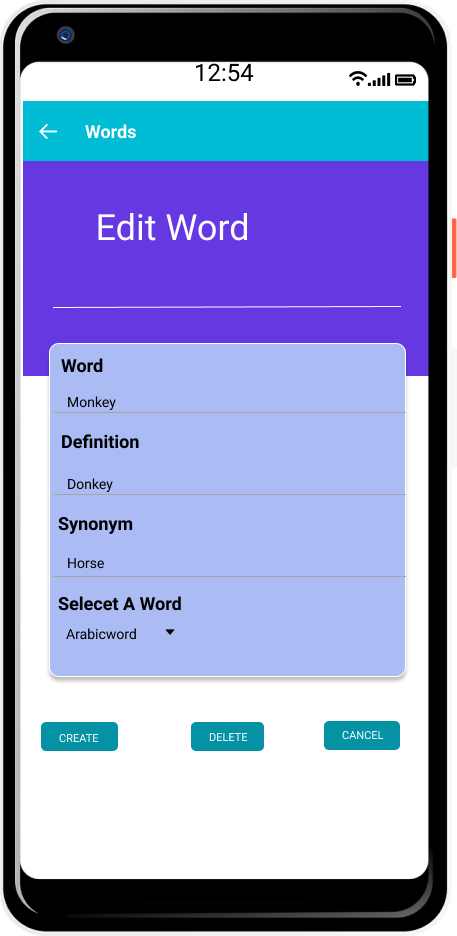 12:54
Words
Edit Word
Word
Monkey
Definition
Donkey
Synonym
Horse
Selecet A Word
Arabicword
CREATE DELETE CANCEL